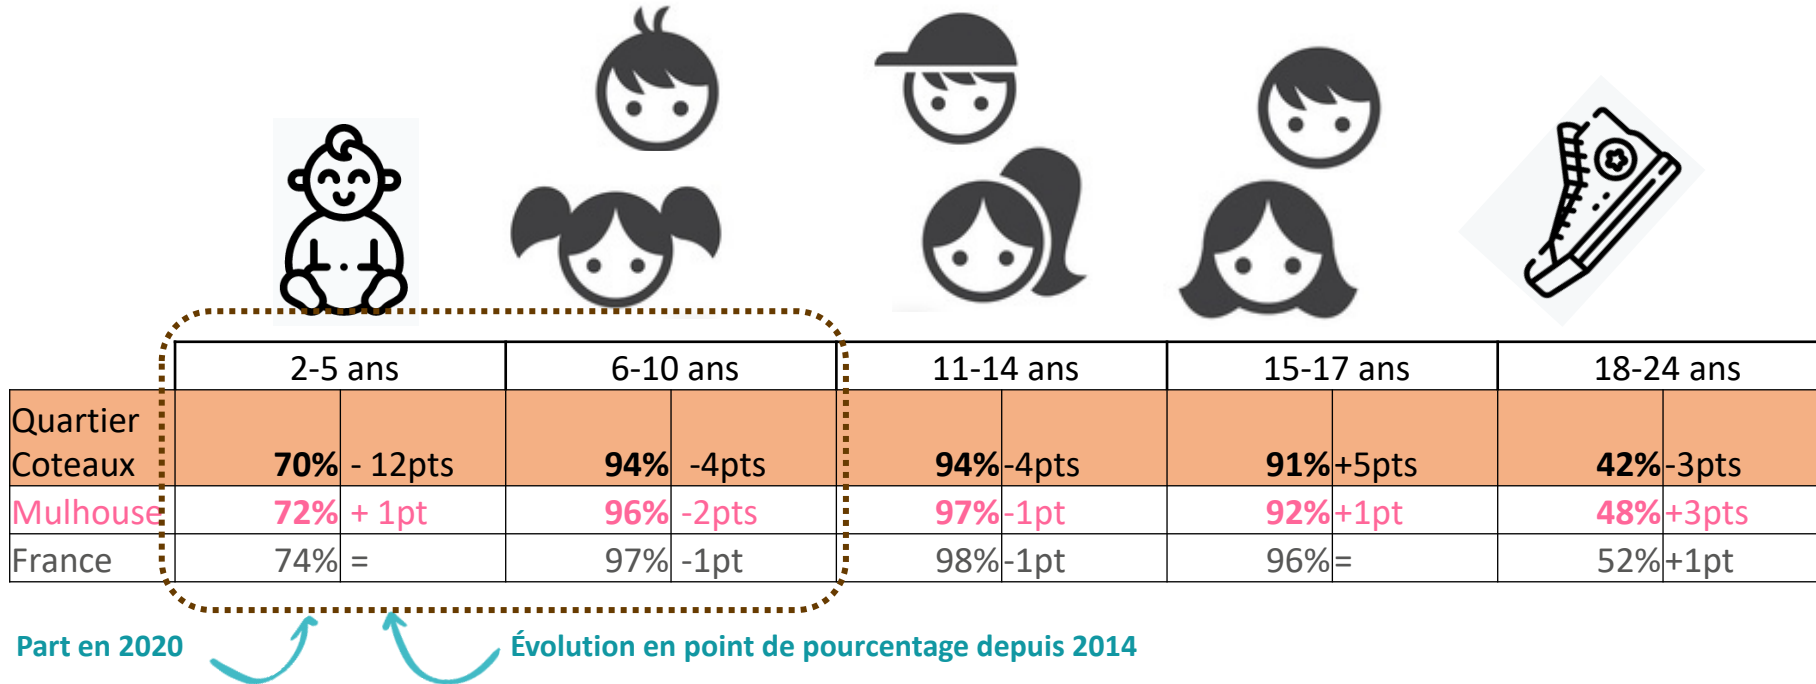 2-5 ans 6-10 ans 11-14 ans 15-17 ans 18-24 ans
Quartier
Coteaux 70% - 12pts 94% -4pts 94% -4pts 91% +5pts 42% -3pts
Mulhouse 72% + 1pt 96% -2pts 97% -1pt 92% +1pt 48% +3pts
France 74% = 97% -1pt 98% -1pt 96% = 52% +1pt
Part en 2020 Évolution en point de pourcentage depuis 2014